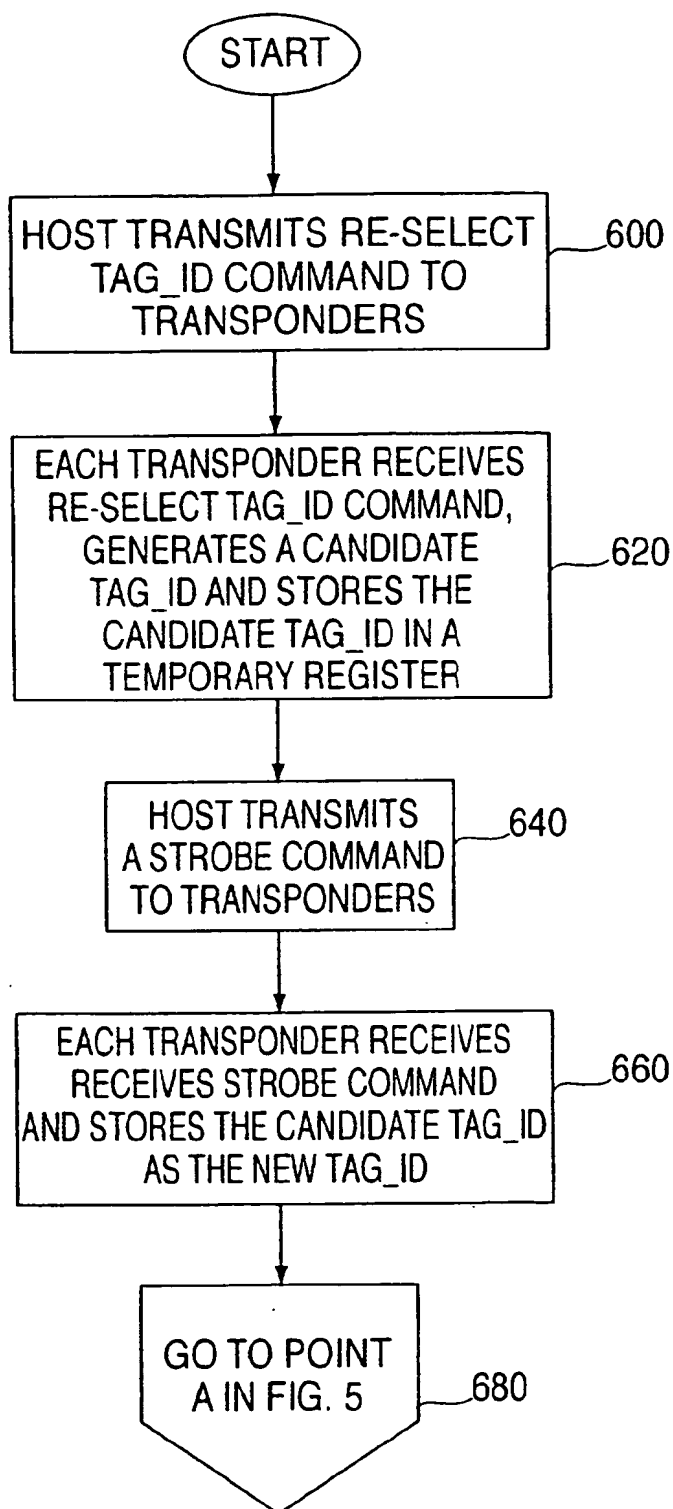 START
HOST TRANSMITS RE-SELECT
TAG_ID COMMAND TO
TRANSPONDERS
600
EACH TRANSPONDER RECEIVES
RE-SELECT TAG_ID COMMAND,
GENERATES A CANDIDATE
TAG_ID AND STORES THE
CANDIDATE TAG_ID IN A
TEMPORARY REGISTER
620
HOST TRANSMITS
A STROBE COMMAND
TO TRANSPONDERS
640
EACH TRANSPONDER RECEIVES
RECEIVES STROBE COMMAND
AND STORES THE CANDIDATE TAG_ID
AS THE NEW TAG_ID
660
GO TO POINT
A IN FIG. 5
680